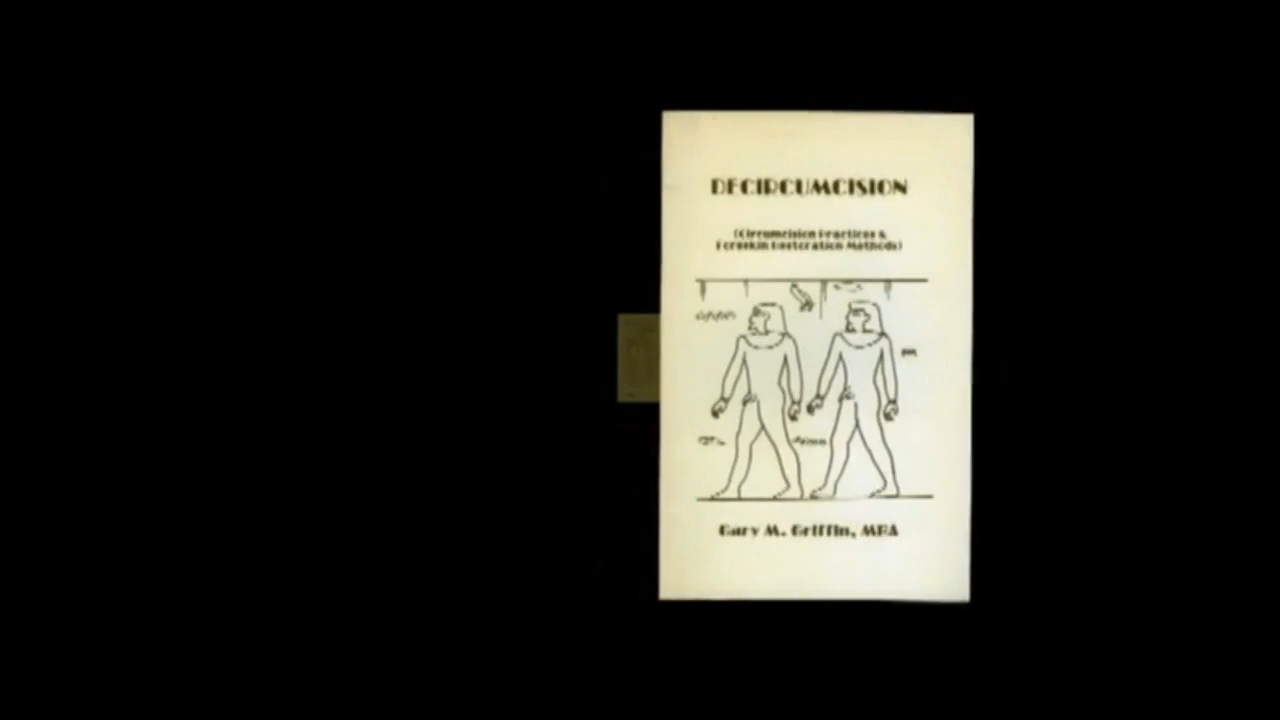 DECIRCUMCISION
(Circumcision Practices &
Foreskin Restoration Methods)
Gary M. Griffin, MBA